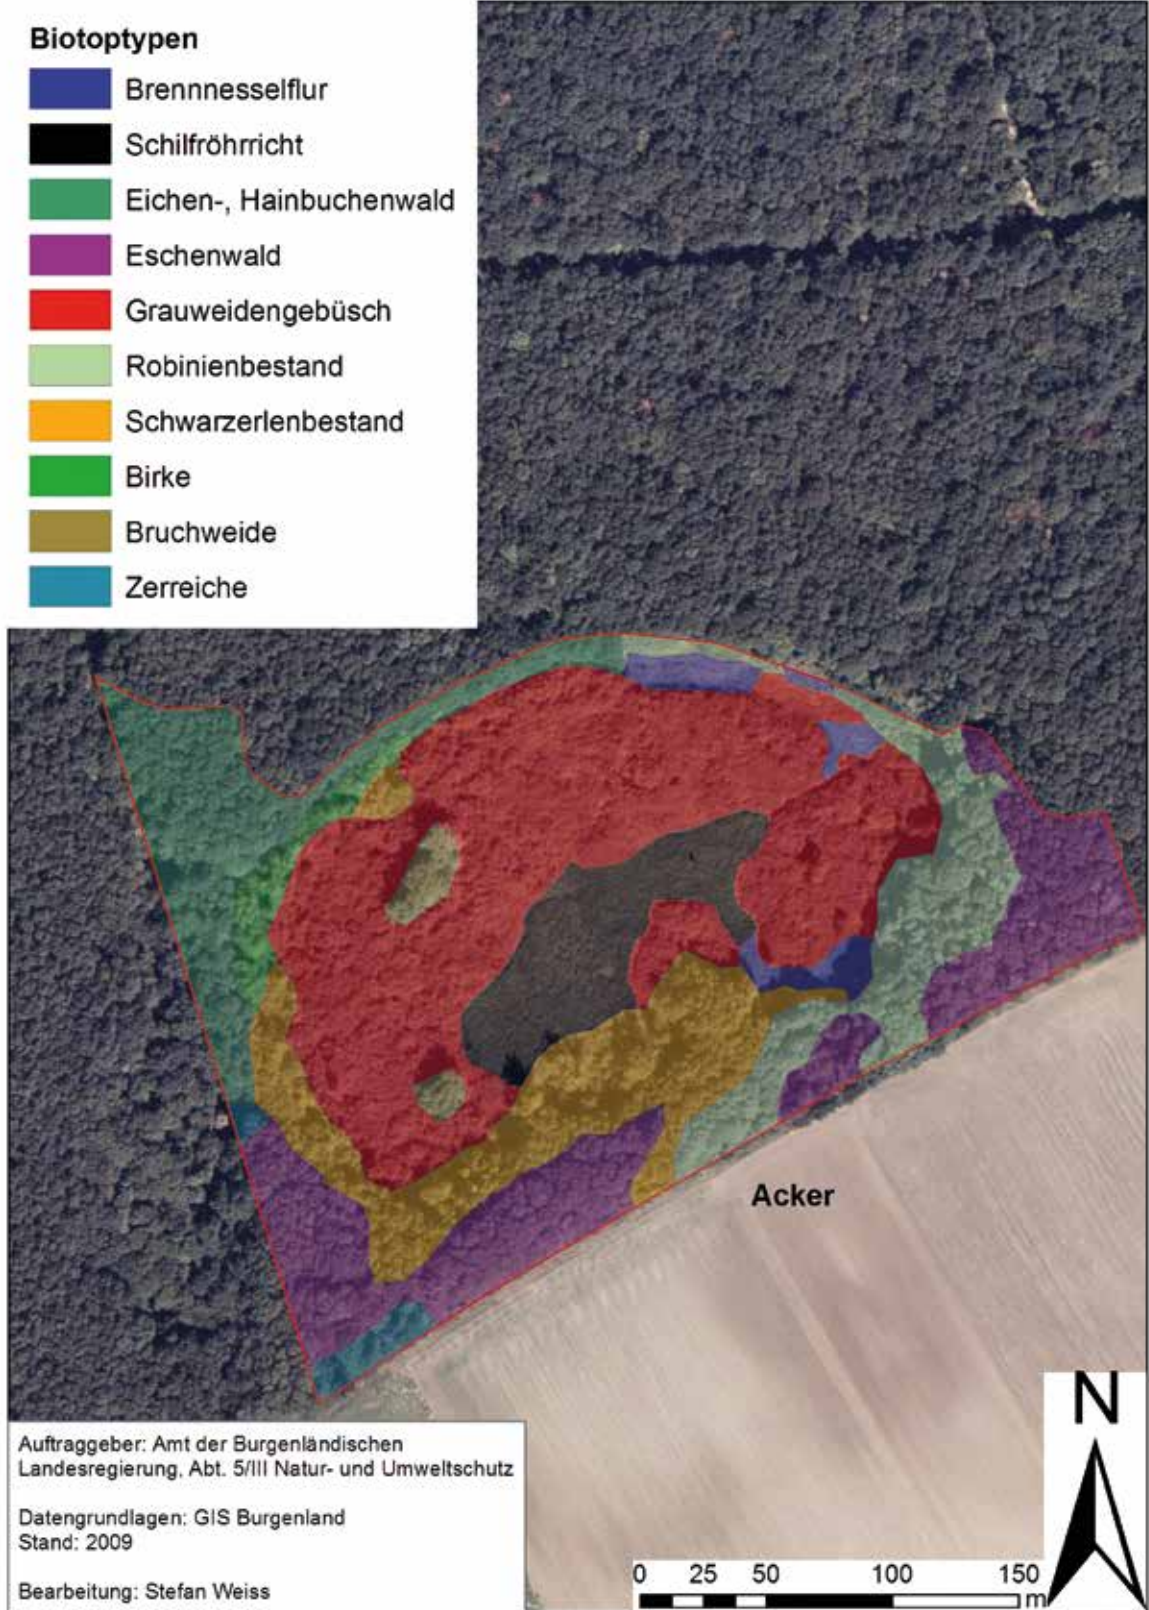 Biotoptypen
Brennnesselflur
Schilfröhrricht
Eichen-, Hainbuchenwald
Eschenwald
Grauweidengebüsch
Robinienbestand
Schwarzerlenbestand
Birke
Bruchweide
Zerreiche
Acker
N
Auftraggeber: Amt der Burgenländischen
Landesregierung, Abt. 5/III Natur- und Umweltschutz
Datengrundlagen: GIS Burgenland
Stand: 2009
Bearbeitung: Stefan Weiss
0 25 50 100 150
m